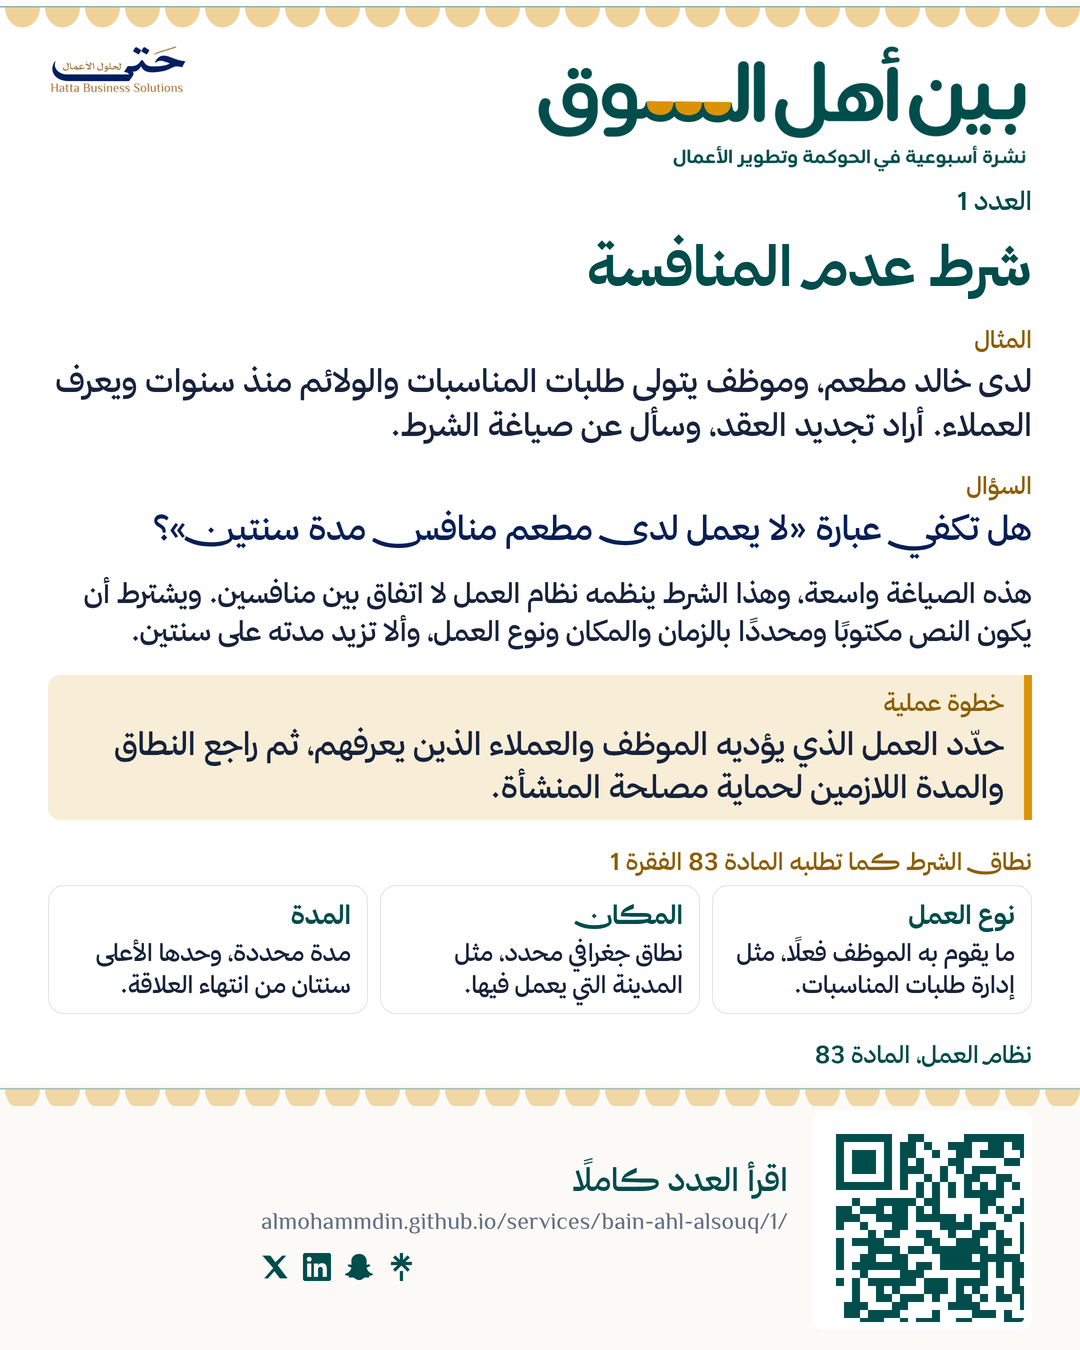 حتى
لحلول الأعمال
Hatta Business Solutions
بين أهل السوق
نشرة أسبوعية في الحوكمة وتطوير الأعمال
العدد 1
شرط عدم المنافسة
المثال
لدى خالد مطعم، وموظف يتولى طلبات المناسبات والولائم منذ سنوات ويعرف
العملاء. أراد تجديد العقد، وسأل عن صياغة الشرط.
السؤال
هل تكفي عبارة «لا يعمل لدى مطعم منافس مدة سنتين»؟
هذه الصياغة واسعة، وهذا الشرط ينظمه نظام العمل لا اتفاق بين منافسين. ويشترط أن
يكون النص مكتوبًا ومحددًا بالزمان والمكان ونوع العمل، وألا تزيد مدته على سنتين.
خطوة عملية
حدّد العمل الذي يؤديه الموظف والعملاء الذين يعرفهم، ثم راجع النطاق
والمدة اللازمين لحماية مصلحة المنشأة.
نطاق الشرط كما تطلبه المادة 83 الفقرة 1
نوع العمل
ما يقوم به الموظف فعلًا، مثل
إدارة طلبات المناسبات.
المكان
نطاق جغرافي محدد، مثل
المدينة التي يعمل فيها.
المدة
مدة محددة، وحدها الأعلى
سنتان من انتهاء العلاقة.
نظام العمل، المادة 83
اقرأ العدد كاملًا
almohammdin.github.io/services/bain-ahl-alsouq/1/